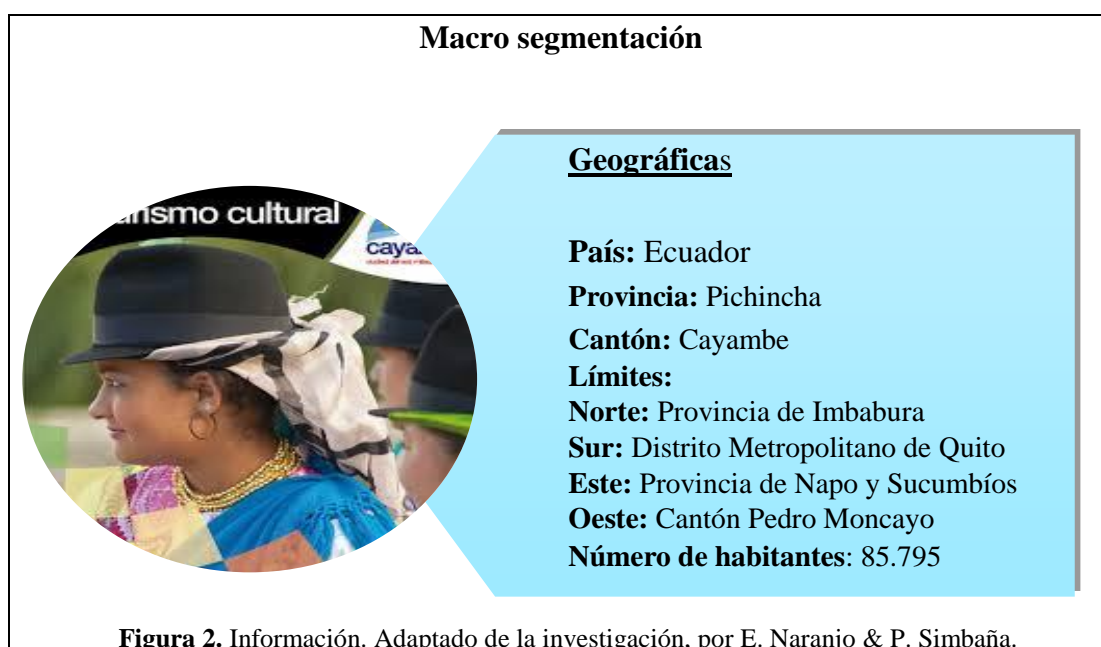 Macro segmentación
Geográficas
turismo cultural
País: Ecuador
Provincia: Pichincha
Cantón: Cayambe
Límites:
Norte: Provincia de Imbabura
Sur: Distrito Metropolitano de Quito
Este: Provincia de Napo y Sucumbíos
Oeste: Cantón Pedro Moncayo
Número de habitantes: 85.795
Figura 2. Información. Adaptado de la investigación, por E. Naranjo & P. Simbaña.